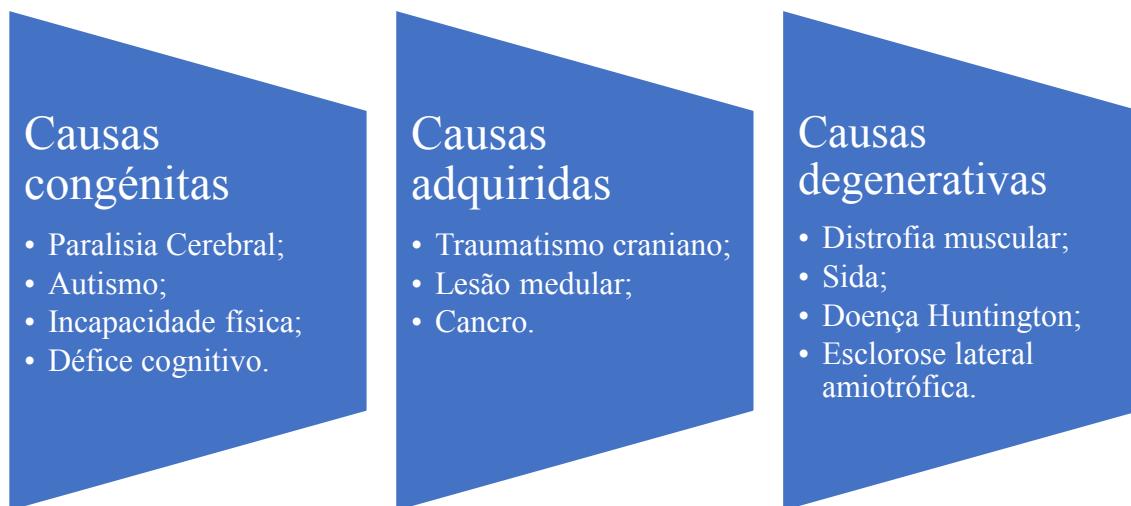 Causas
congénitas
• Paralisia Cerebral;
• Autismo;
• Incapacidade física;
• Défice cognitivo.
Causas
adquiridas
• Traumatismo craniano;
• Lesão medular;
• Cancro.
Causas
degenerativas
• Distrofia muscular;
• Sida;
• Doença Huntington;
• Esclorose lateral
amiotrófica.